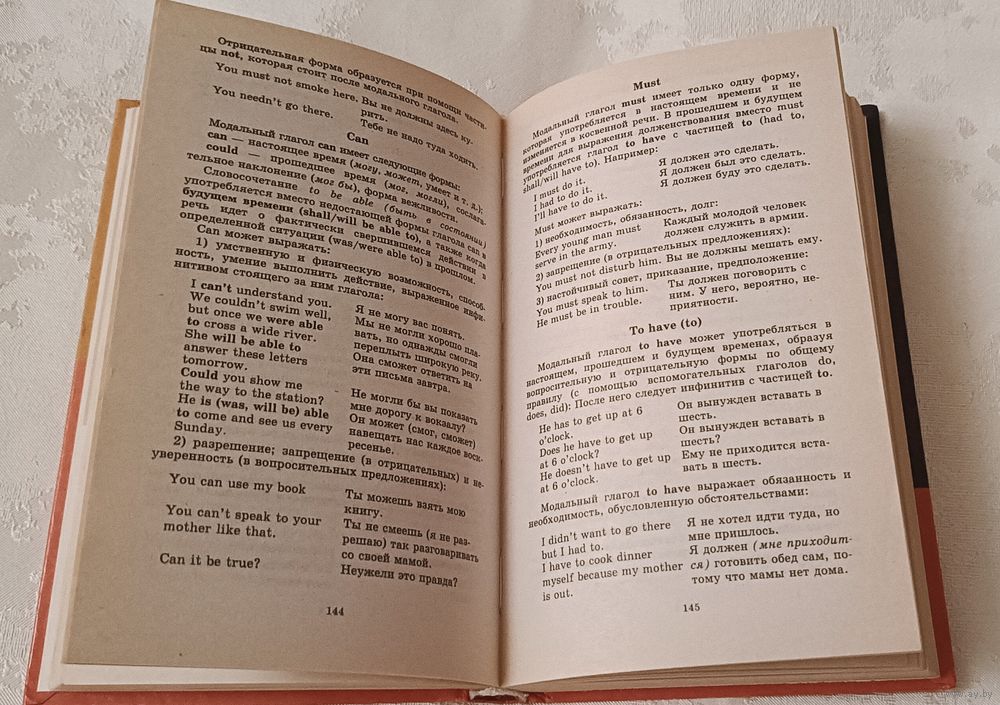 Отрицательная форма образуется при помощи части-
цы not, которая стоит после модального глагола.
You must not smoke here. Вы не должны здесь ку-
рить.
You needn't go there. Тебе не надо туда ходить.
Can
Модальный глагол can имеет следующие формы:
can — настоящее время (могу, может, умеет и т. д.);
could — прошедшее время (мог, могли), сослага-
тельное наклонение (мог бы), форма вежливости.
Словосочетание to be able (быть в состоянии)
употребляется вместо недостающей формы глагола can в
будущем времени (shall/will be able to), а также когда
речь идет о фактически свершившемся действии в
определенной ситуации (was/were able to) в прошлом.
Can может выражать:
1) умственную и физическую возможность, способ-
ность, умение выполнить действие, выраженное инфи-
нитивом стоящего за ним глагола:
I can't understand you. Я не могу вас понять.
We couldn't swim well, Мы не могли хорошо пла-
but once we were able вать, но однажды смогли
to cross a wide river. переплыть широкую реку.
She will be able to Она сможет ответить на
answer these letters эти письма завтра.
tomorrow.
Could you show me Не могли бы вы показать
the way to the station? мне дорогу к вокзалу?
He is (was, will be) able Он может (смог, сможет)
to come and see us every навещать нас каждое воск-
Sunday. ресенье.
2) разрешение; запрещение (в отрицательных) и не-
уверенность (в вопросительных предложениях):
You can use my book Ты можешь взять мою
книгу.
You can't speak to your Ты не смеешь (я не раз-
mother like that. решаю) так разговаривать
со своей мамой.
Can it be true? Неужели это правда?
144
Must
Модальный глагол must имеет только одну форму,
которая употребляется в настоящем времени и не
изменяется в косвенной речи. В прошедшем и будущем
времени для выражения долженствования вместо must
употребляется глагол to have с частицей to (had to,
shall/will have to). Например:
I must do it. Я должен это сделать.
I had to do it. Я должен был это сделать.
I'll have to do it. Я должен буду это сделать.
Must может выражать:
1) необходимость, обязанность, долг:
Every young man must Каждый молодой человек
serve in the army. должен служить в армии.
2) запрещение (в отрицательных предложениях):
You must not disturb him. Вы не должны мешать ему.
3) настойчивый совет, приказание, предположение:
You must speak to him. Ты должен поговорить с
He must be in trouble. ним. У него, вероятно, не-
приятности.
To have (to)
Модальный глагол to have может употребляться в
настоящем, прошедшем и будущем временах, образуя
вопросительную и отрицательную формы по общему
правилу (с помощью вспомогательных глаголов do,
does, did): После него следует инфинитив с частицей to.
He has to get up at 6 Он вынужден вставать в
o'clock. шесть.
Does he have to get up Он вынужден вставать в
at 6 o'clock? шесть?
He doesn't have to get up Ему не приходится вста-
at 6 o'clock. вать в шесть.
Модальный глагол to have выражает обязанность и
необходимость, обусловленную обстоятельствами:
I didn't want to go there Я не хотел идти туда, но
but I had to. мне пришлось.
I have to cook dinner Я должен (мне приходит-
myself because my mother ся) готовить обед сам, по-
is out. тому что мамы нет дома.
145
www.ay.by